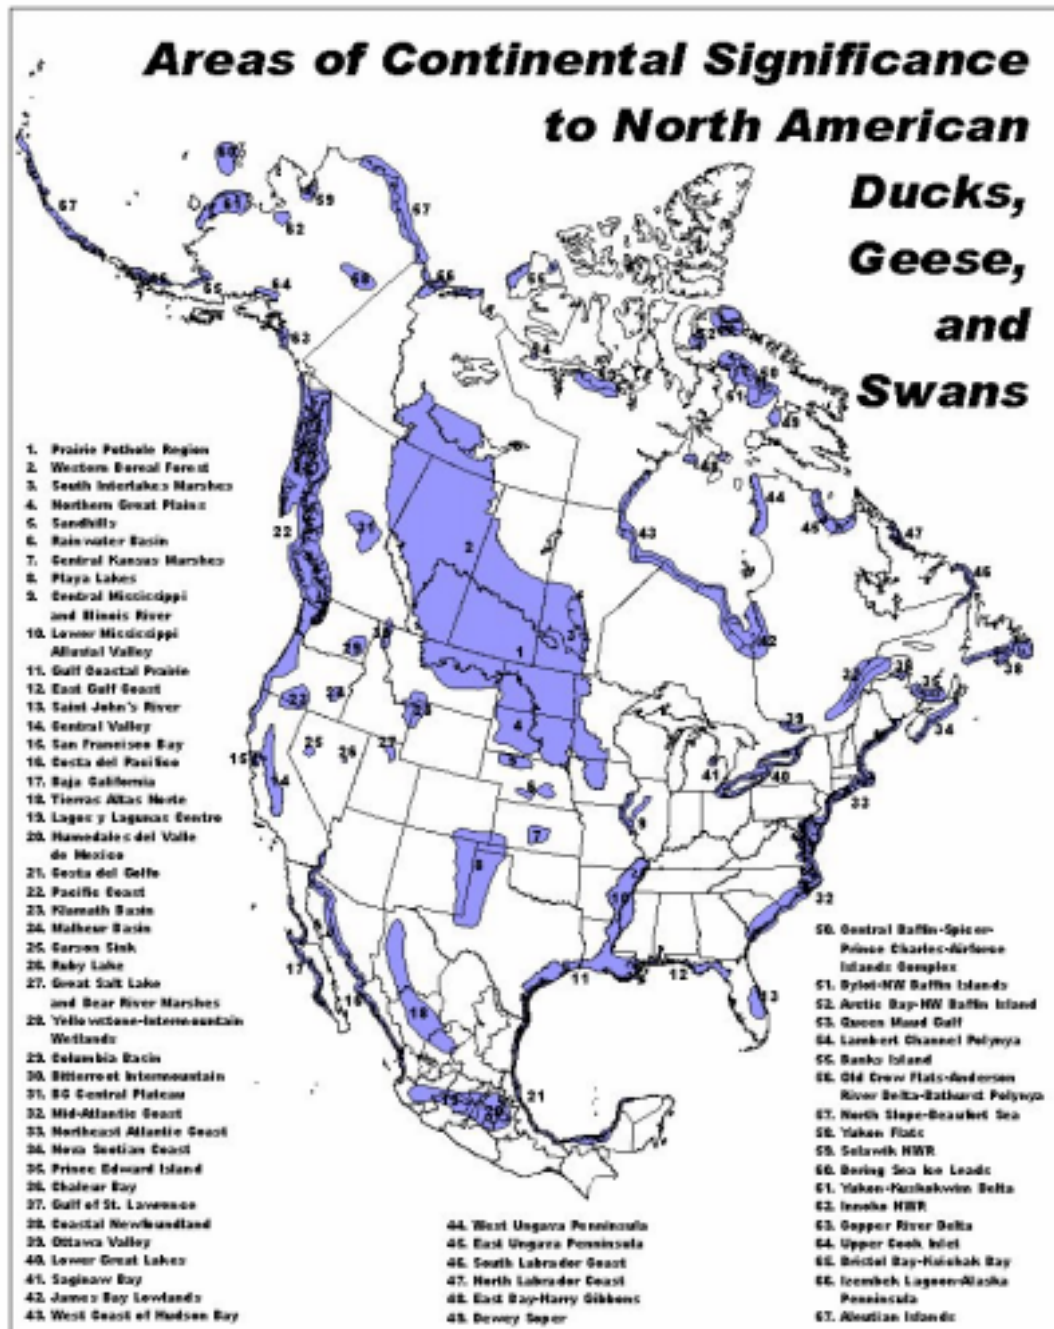 Areas of Continental Significance
to North American
Ducks,
Geese,
and
Swans
1. Prairie Pothole Region
2. Western Boreal Forest
3. South Interlakes Marshes
4. Northern Great Plains
5. Sandhills
6. Rainwater Basin
7. Central Kansas Marshes
8. Playa Lakes
9. Central Mississippi
and Illinois River
10. Lower Mississippi
Alluvial Valley
11. Gulf Coastal Prairie
12. East Gulf Coast
13. Saint John's River
14. Central Valley
15. San Francisco Bay
16. Costa del Pacifico
17. Baja California
18. Tierras Altas Norte
19. Lagos y Lagunas Centro
20. Humedales del Valle
de Mexico
21. Costa del Golfo
22. Pacific Coast
23. Klamath Basin
24. Malheur Basin
25. Carson Sink
26. Ruby Lake
27. Great Salt Lake
and Bear River Marshes
28. Yellowstone-Intermountain
Wetlands
29. Columbia Basin
30. Bitterroot Intermountain
31. BC Central Plateau
32. Mid-Atlantic Coast
33. Northeast Atlantic Coast
34. Nova Scotian Coast
35. Prince Edward Island
36. Chaleur Bay
37. Gulf of St. Lawrence
38. Coastal Newfoundland
39. Ottawa Valley
40. Lower Great Lakes
41. Saginaw Bay
42. James Bay Lowlands
43. West Coast of Hudson Bay
44. West Ungava Penninsula
45. East Ungava Penninsula
46. South Labrador Coast
47. North Labrador Coast
48. East Bay-Harry Gibbons
49. Dewey Soper
50. Central Baffin-Spicer-
Prince Charles-Airforce
Islands Complex
51. Bylot-NW Baffin Islands
52. Arctic Bay-NW Baffin Island
53. Queen Maud Gulf
54. Lambert Channel Polynya
55. Banks Island
56. Old Crow Flats-Anderson
River Delta-Bathurst Polynya
57. North Slope-Beaufort Sea
58. Yukon Flats
59. Selawik NWR
60. Bering Sea Ice Leads
61. Yukon-Kuskokwim Delta
62. Innoko NWR
63. Copper River Delta
64. Upper Cook Inlet
65. Bristol Bay-Kvichak Bay
66. Izembek Lagoon-Alaska
Penninsula
67. Aleutian Islands